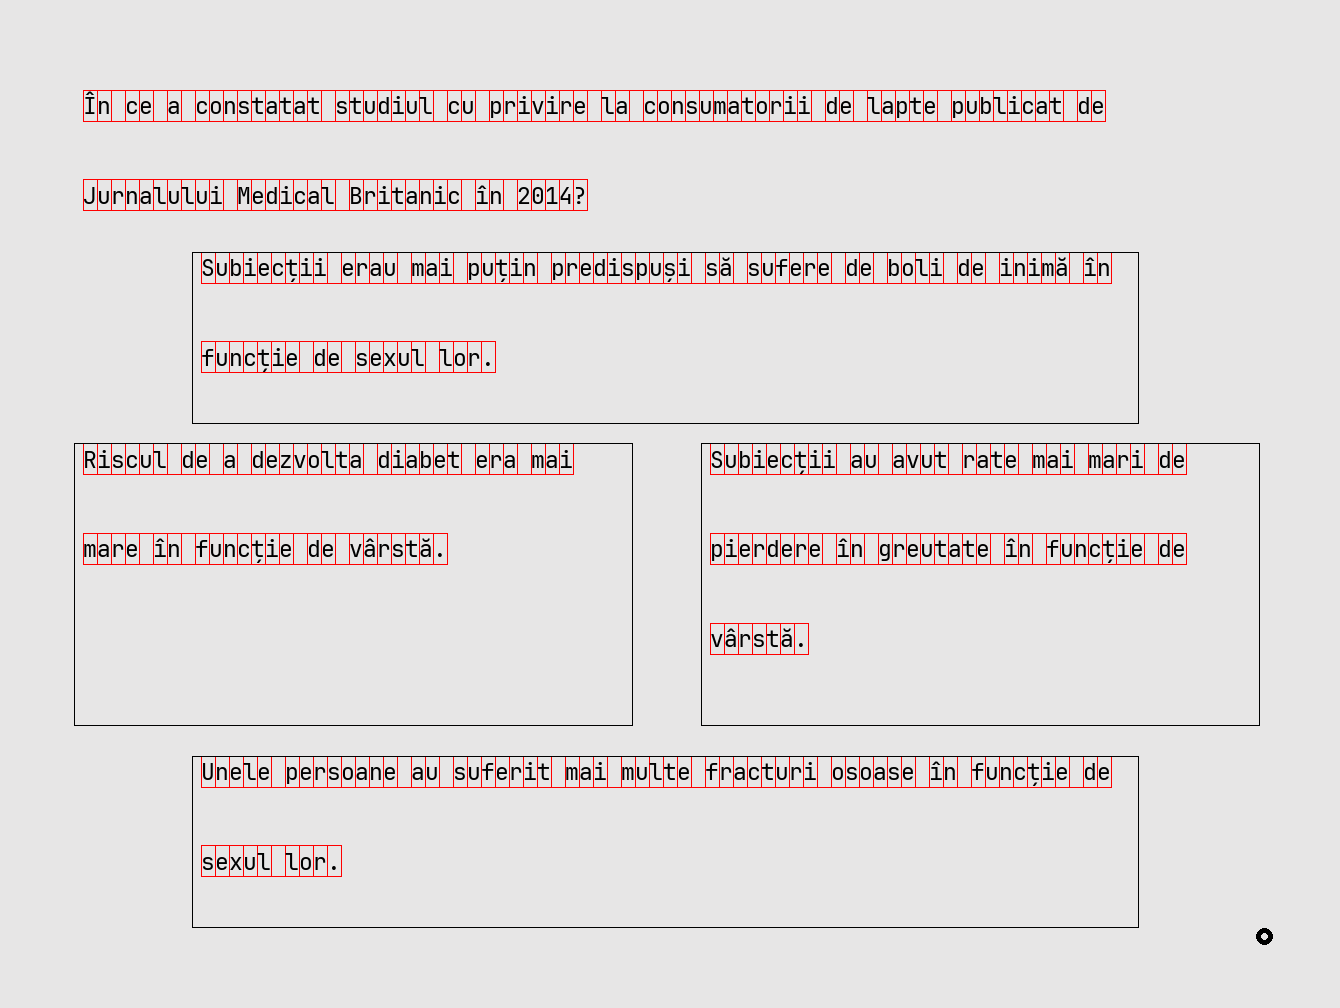 În ce a constatat studiul cu privire la consumatorii de lapte publicat de
Jurnalului Medical Britanic în 2014?
Subiecții erau mai puțin predispuși să sufere de boli de inimă în
funcție de sexul lor.
Riscul de a dezvolta diabet era mai
mare în funcție de vârstă.
Subiecții au avut rate mai mari de
pierdere în greutate în funcție de
vârstă.
Unele persoane au suferit mai multe fracturi osoase în funcție de
sexul lor.